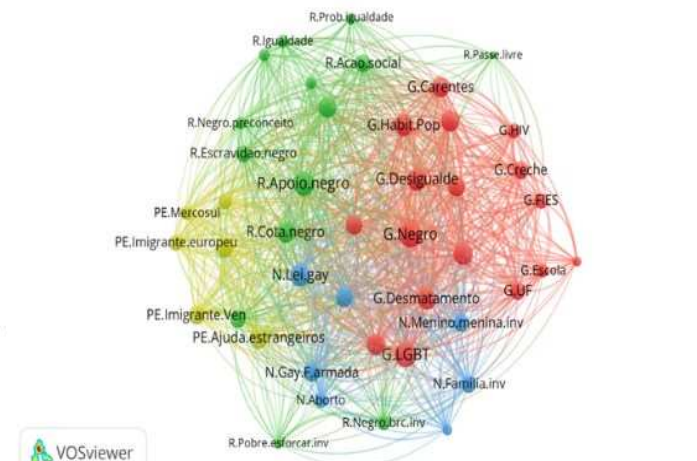 R.Prob.igualdade
R.Igualdade
R.Passe.livre
R.Acao.social
G.Carentes
R.Negro.preconceito
G.Habit.Pop
G.HIV
R.Escravidao.negro
G.Creche
R.Apoio.negro
G.Desigualde
G.FIES
PE.Mercosul
R.Cota.negro
G.Negro
PE.Imigrante.europeu
N.Lei.gay
G.Escola
G.UF
G.Desmatamento
PE.Imigrante.Ven
N.Menino.menina.inv
PE.Ajuda.estrangeiros
G.LGBT
N.Gay.F.armada
N.Familia.inv
N.Aborto
R.Negro.brc.inv
R.Pobre.esforcar.inv
VOSviewer